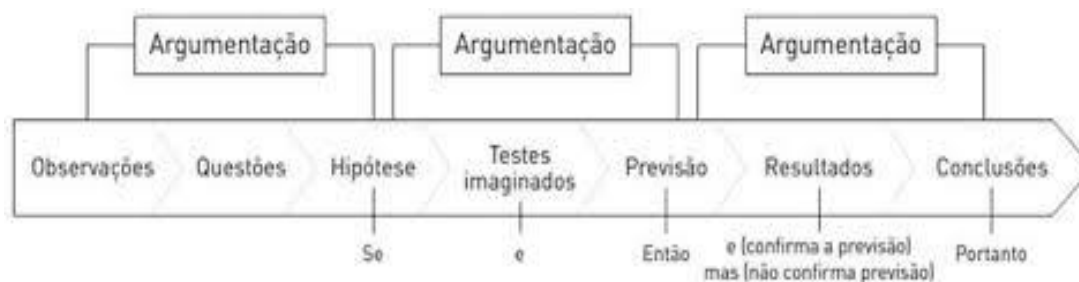 Argumentação Argumentação Argumentação
Observações Questões Hipótese Testes imaginados Previsão Resultados Conclusões
Se e Então e (confirma a previsão) mas (não confirma previsão) Portanto